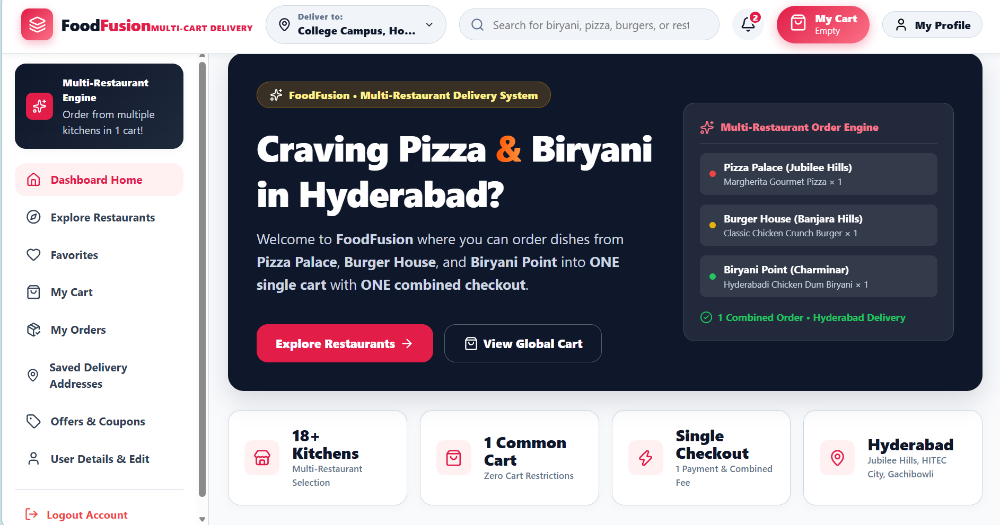 FoodFusion MULTI-CART DELIVERY
Deliver to:
College Campus, Ho...
Search for biryani, pizza, burgers, or rest
2
My Cart
Empty
My Profile
Multi-Restaurant
Engine
Order from multiple
kitchens in 1 cart!
Dashboard Home
Explore Restaurants
Favorites
My Cart
My Orders
Saved Delivery
Addresses
Offers & Coupons
User Details & Edit
Logout Account
FoodFusion • Multi-Restaurant Delivery System
Craving Pizza & Biryani
in Hyderabad?
Welcome to FoodFusion where you can order dishes from
Pizza Palace, Burger House, and Biryani Point into ONE
single cart with ONE combined checkout.
Explore Restaurants →
View Global Cart
Multi-Restaurant Order Engine
Pizza Palace (Jubilee Hills)
Margherita Gourmet Pizza × 1
Burger House (Banjara Hills)
Classic Chicken Crunch Burger × 1
Biryani Point (Charminar)
Hyderabadi Chicken Dum Biryani × 1
1 Combined Order • Hyderabad Delivery
18+
Kitchens
Multi-Restaurant
Selection
1 Common
Cart
Zero Cart Restrictions
Single
Checkout
1 Payment & Combined
Fee
Hyderabad
Jubilee Hills, HITEC
City, Gachibowli